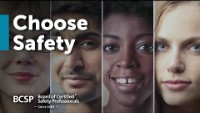 Choose
Safety
BCSP
Board of Certified
Safety Professionals